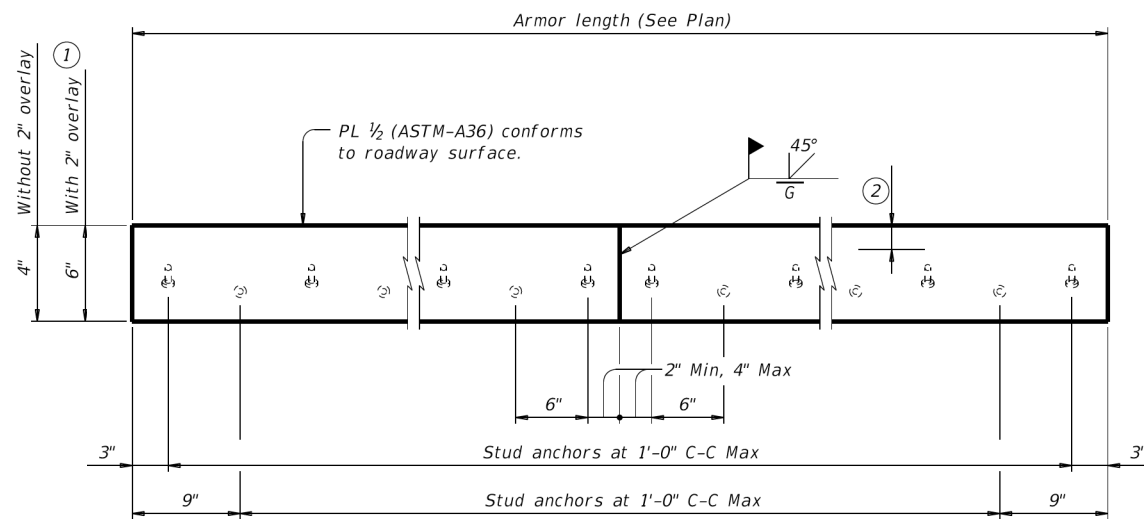 Armor length (See Plan)
Without 2" overlay
1
With 2" overlay
PL ½ (ASTM-A36) conforms
to roadway surface.
45°
G
2
4"
6"
2" Min, 4" Max
6"
6"
3"
Stud anchors at 1'-0" C-C Max
3"
9"
Stud anchors at 1'-0" C-C Max
9"